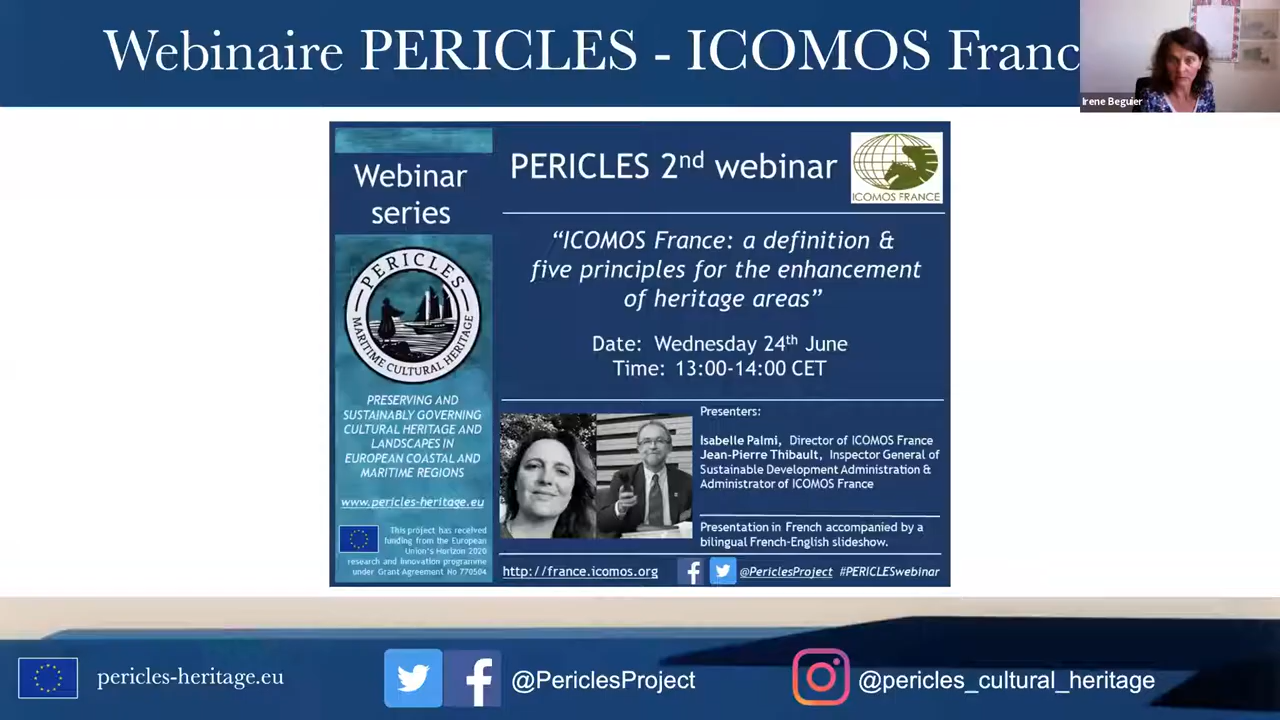 Webinaire PERICLES - ICOMOS Franc
Irene Beguier
Webinar
series
PERICLES
MARITIME CULTURAL HERITAGE
PRESERVING AND
SUSTAINABLY GOVERNING
CULTURAL HERITAGE AND
LANDSCAPES IN
EUROPEAN COASTAL AND
MARITIME REGIONS
www.pericles-heritage.eu
This project has received
funding from the European
Union's Horizon 2020
research and innovation programme
under Grant Agreement No 770504
PERICLES 2nd webinar
ICOMOS FRANCE
“ICOMOS France: a definition &
five principles for the enhancement
of heritage areas”
Date: Wednesday 24th June
Time: 13:00-14:00 CET
Presenters:
Isabelle Palmi, Director of ICOMOS France
Jean-Pierre Thibault, Inspector General of
Sustainable Development Administration &
Administrator of ICOMOS France
Presentation in French accompanied by a
bilingual French-English slideshow.
http://france.icomos.org
@PericlesProject #PERICLESwebinar
pericles-heritage.eu
@PericlesProject
@pericles_cultural_heritage